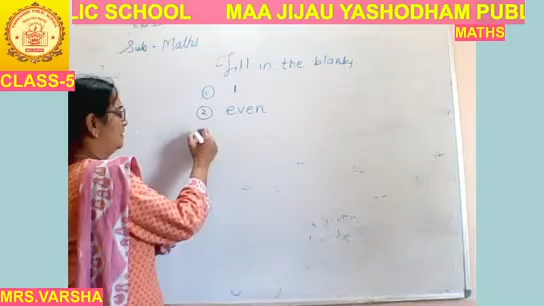 LIC SCHOOL MAA JIJAU YASHODHAM PUBL
MATHS
CLASS-5
Sub - Maths
Fill in the blanks
① 1
② even
MRS.VARSHA